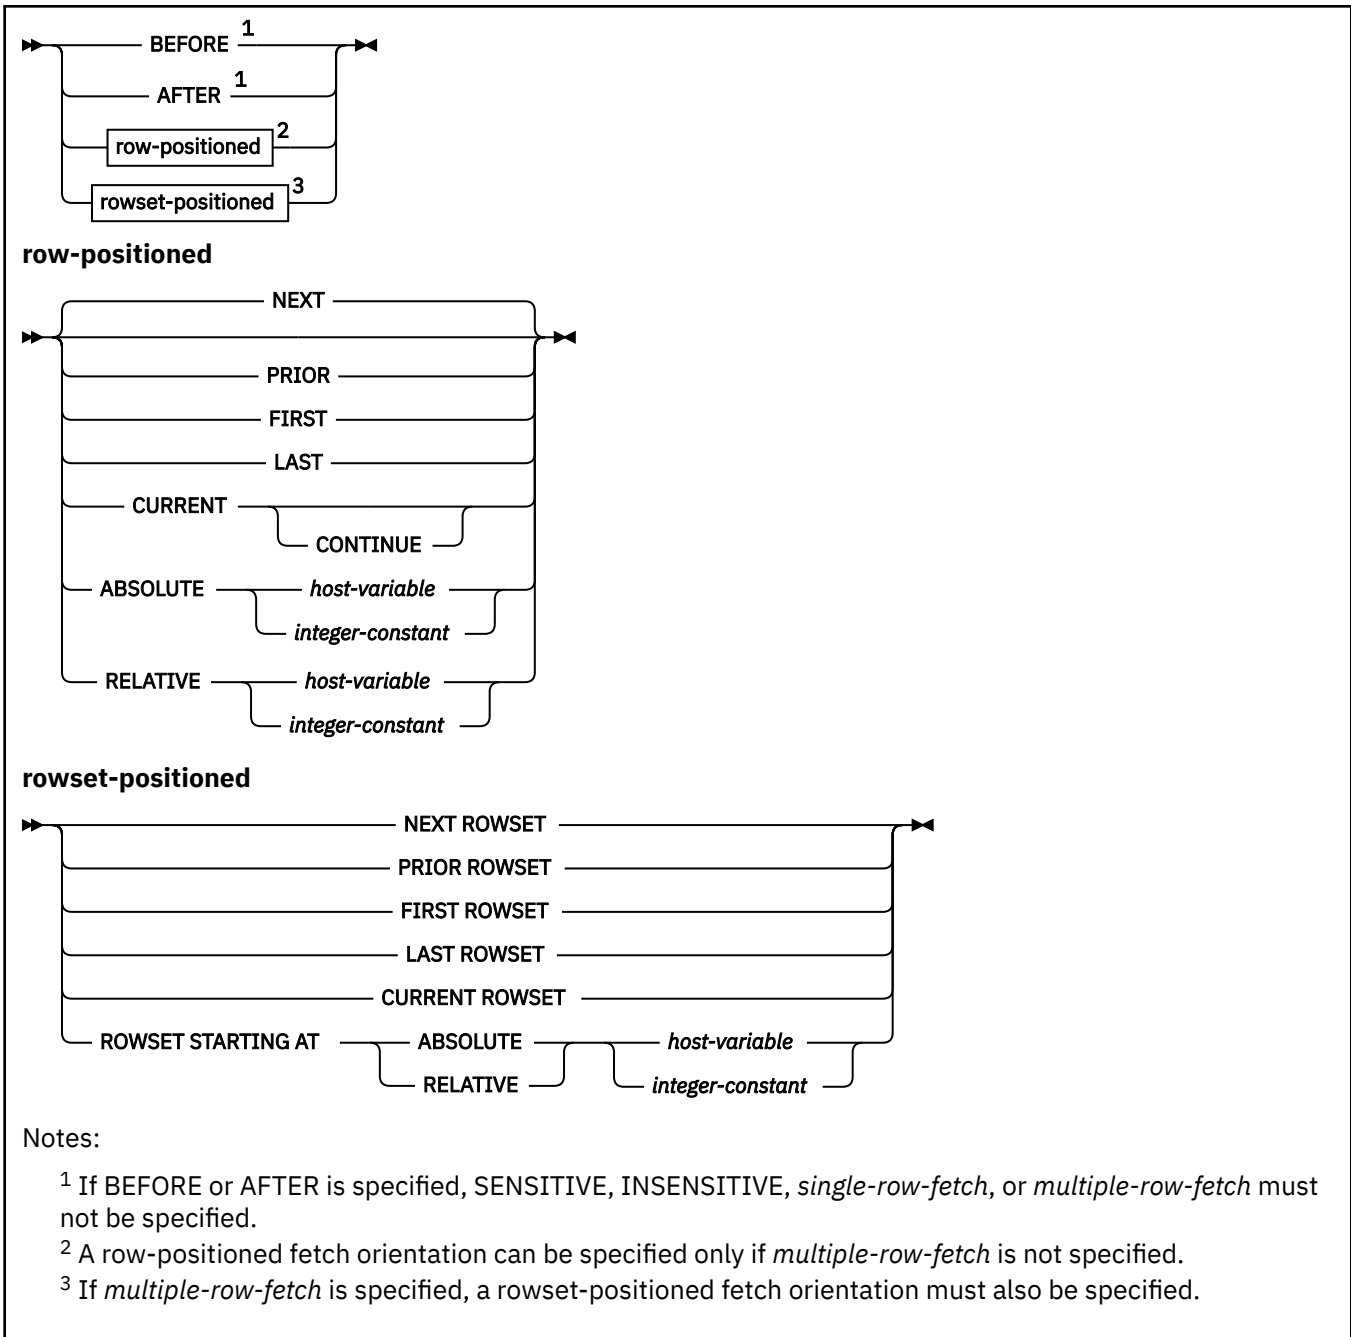 BEFORE 1
AFTER 1
row-positioned 2
rowset-positioned 3
row-positioned
NEXT
PRIOR
FIRST
LAST
CURRENT
CONTINUE
ABSOLUTE host-variable
integer-constant
RELATIVE host-variable
integer-constant
rowset-positioned
NEXT ROWSET
PRIOR ROWSET
FIRST ROWSET
LAST ROWSET
CURRENT ROWSET
ROWSET STARTING AT ABSOLUTE host-variable
RELATIVE integer-constant
Notes:
1 If BEFORE or AFTER is specified, SENSITIVE, INSENSITIVE, single-row-fetch, or multiple-row-fetch must
not be specified.
2 A row-positioned fetch orientation can be specified only if multiple-row-fetch is not specified.
3 If multiple-row-fetch is specified, a rowset-positioned fetch orientation must also be specified.